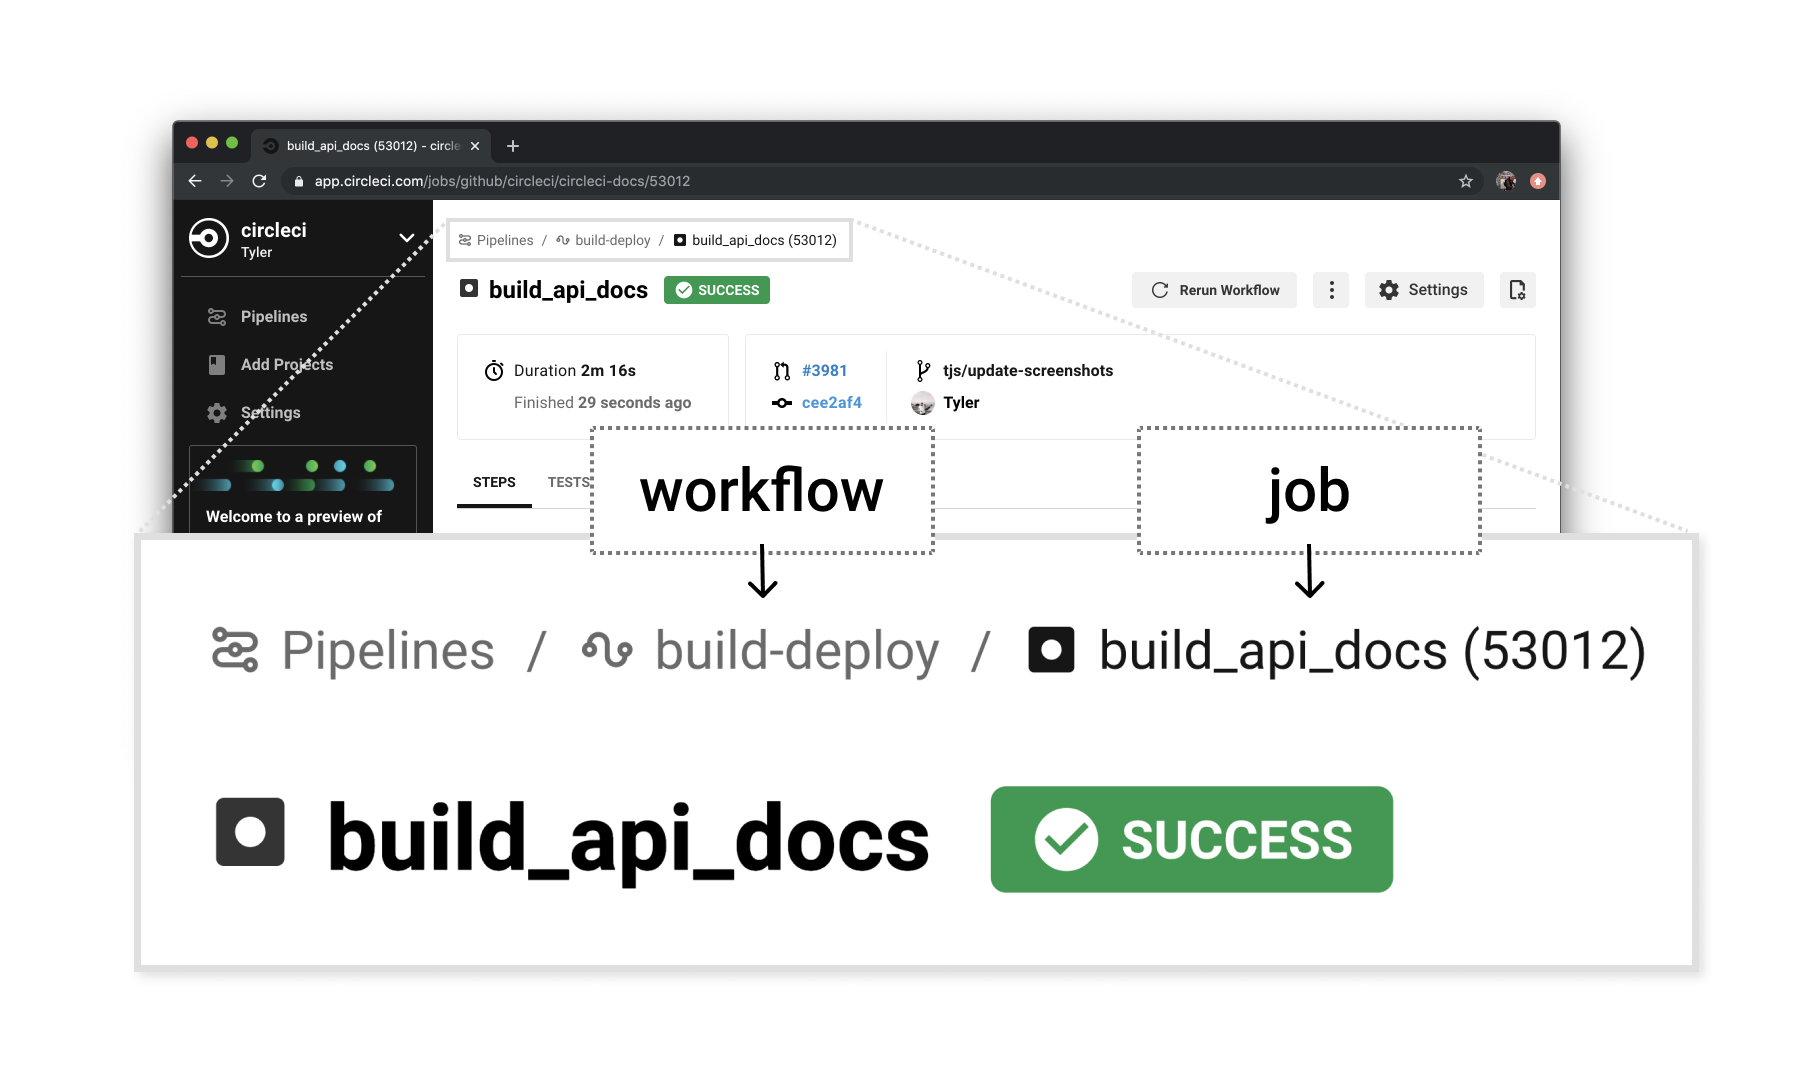 build_api_docs (53012) - circle
app.circleci.com/jobs/github/circleci/circleci-docs/53012
circleci
Tyler
Pipelines
Add Projects
Settings
Welcome to a preview of
Pipelines / build-deploy / build_api_docs (53012)
build_api_docs SUCCESS
Rerun Workflow Settings
Duration 2m 16s
Finished 29 seconds ago
#3981 tjs/update-screenshots
cee2af4 Tyler
STEPS TESTS
workflow job
Pipelines / build-deploy / build_api_docs (53012)
build_api_docs SUCCESS